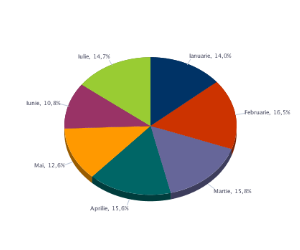 Iulie, 14,7%
Ianuarie, 14,0%
Iunie, 10,8%
Februarie, 16,5%
Mai, 12,6%
Martie, 15,8%
Aprilie, 15,6%